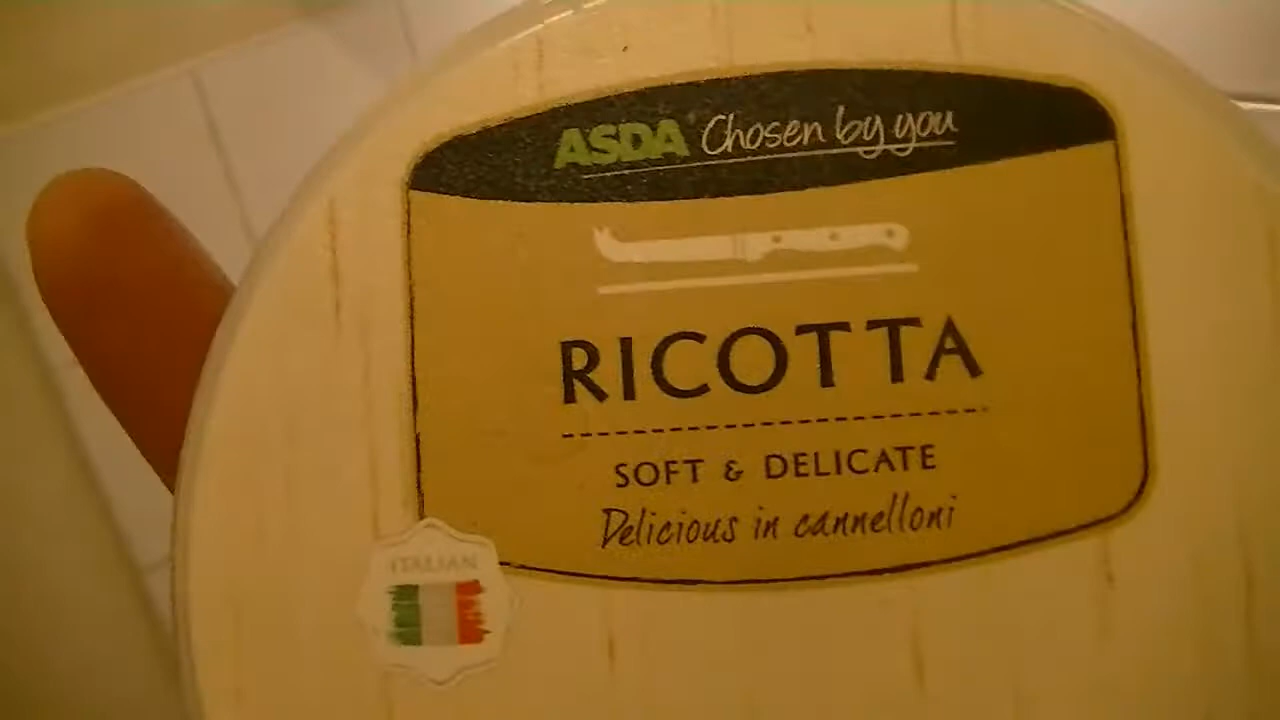 ASDA Chosen by you
RICOTTA
SOFT & DELICATE
Delicious in cannelloni
ITALIAN